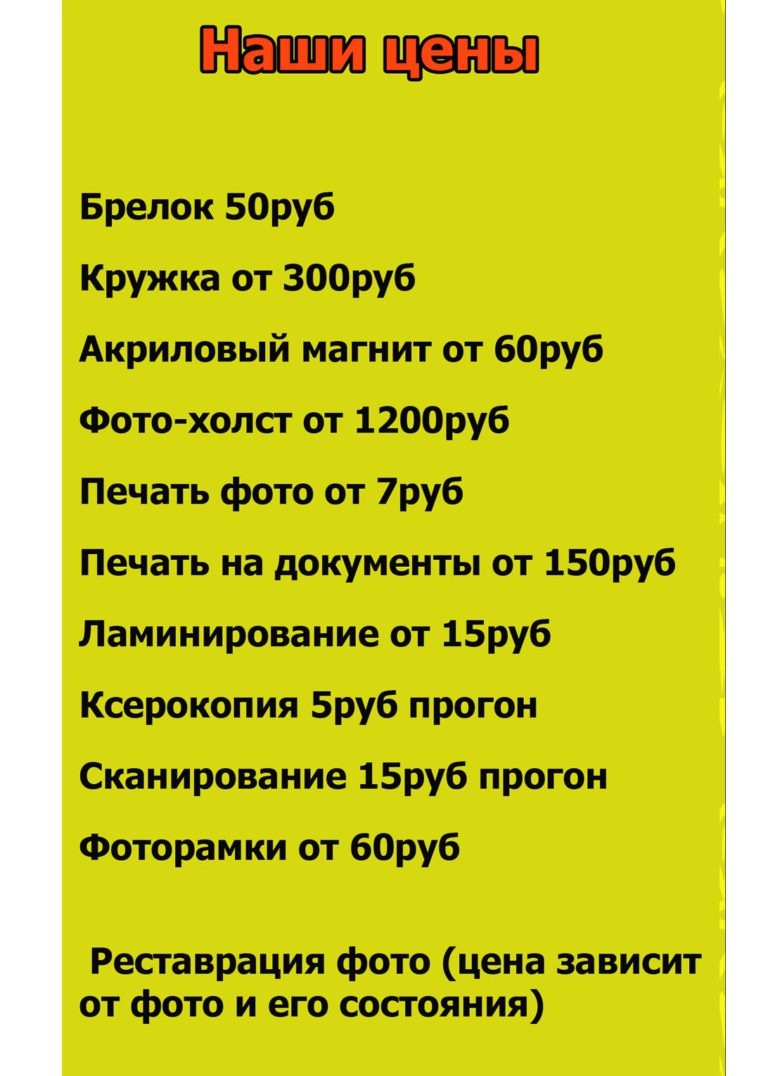 Наши цены
Брелок 50руб
Кружка от 300руб
Акриловый магнит от 60руб
Фото-холст от 1200руб
Печать фото от 7руб
Печать на документы от 150руб
Ламинирование от 15руб
Ксерокопия 5руб прогон
Сканирование 15руб прогон
Фоторамки от 60руб
Реставрация фото (цена зависит
от фото и его состояния)